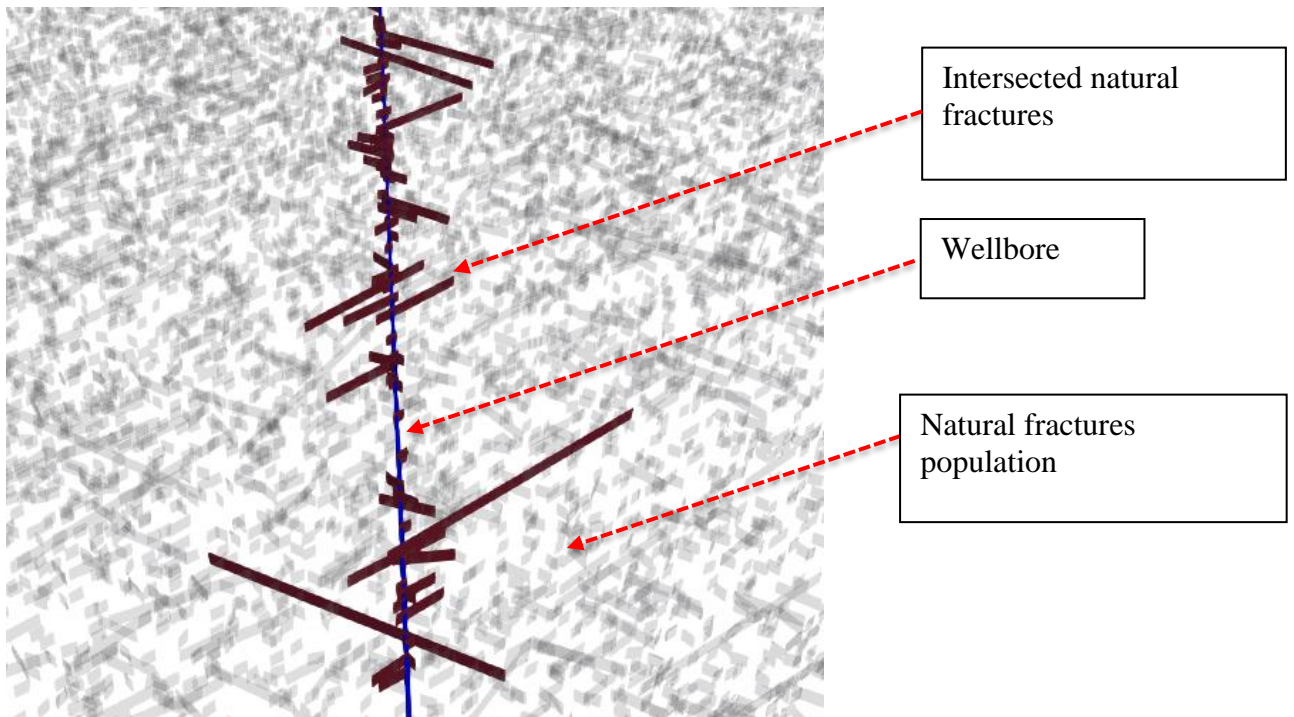 Intersected natural
fractures
Wellbore
Natural fractures
population